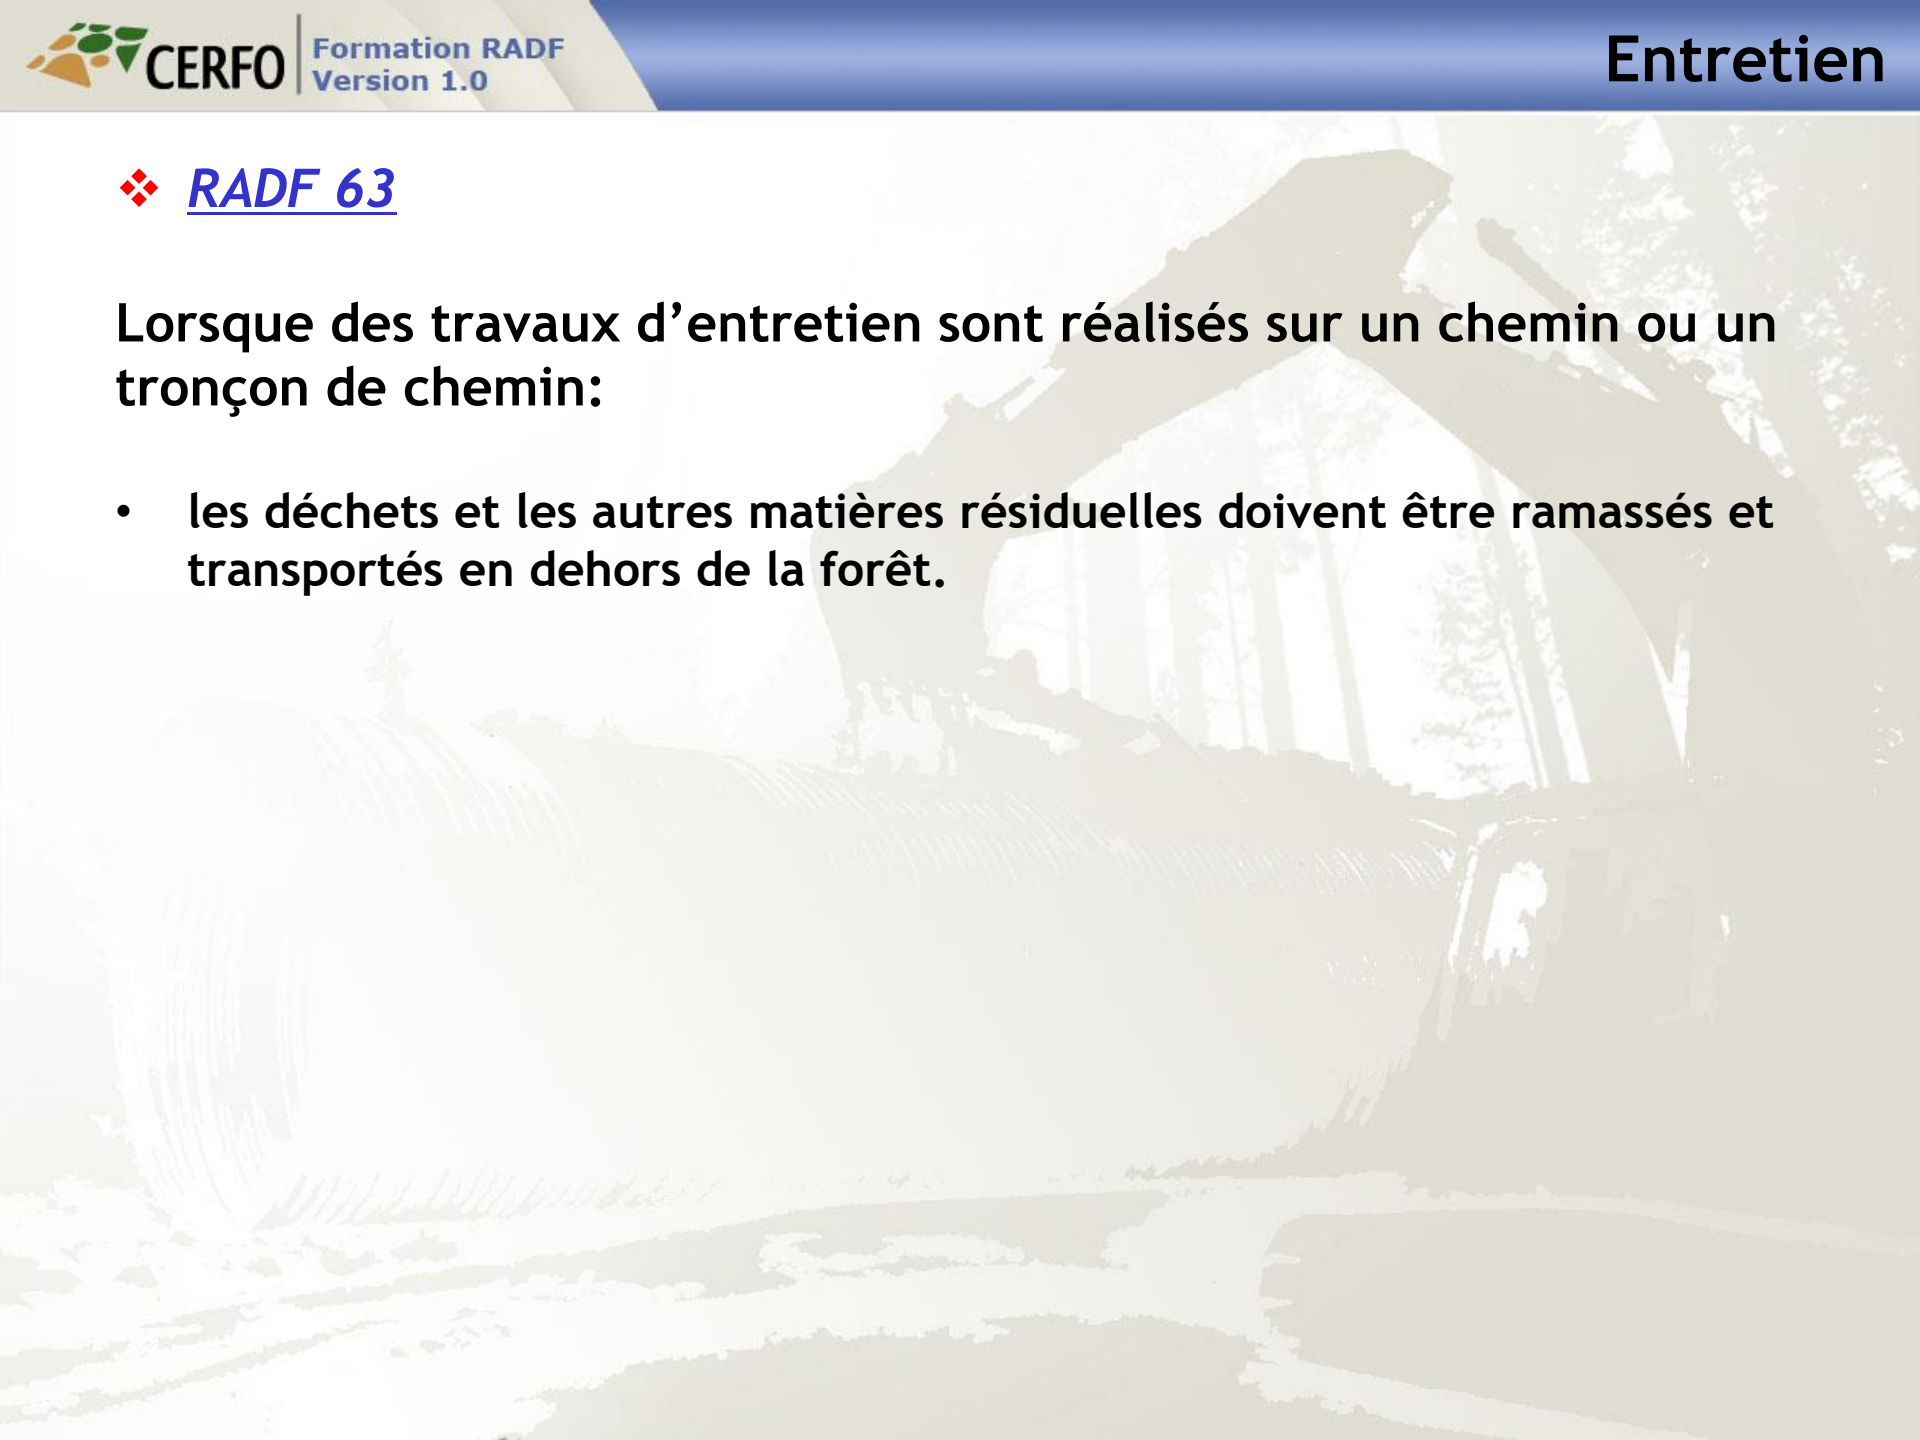 CERFO
Formation RADF
Version 1.0
Entretien
❖ RADF 63
Lorsque des travaux d’entretien sont réalisés sur un chemin ou un
tronçon de chemin:
• les déchets et les autres matières résiduelles doivent être ramassés et
transportés en dehors de la forêt.